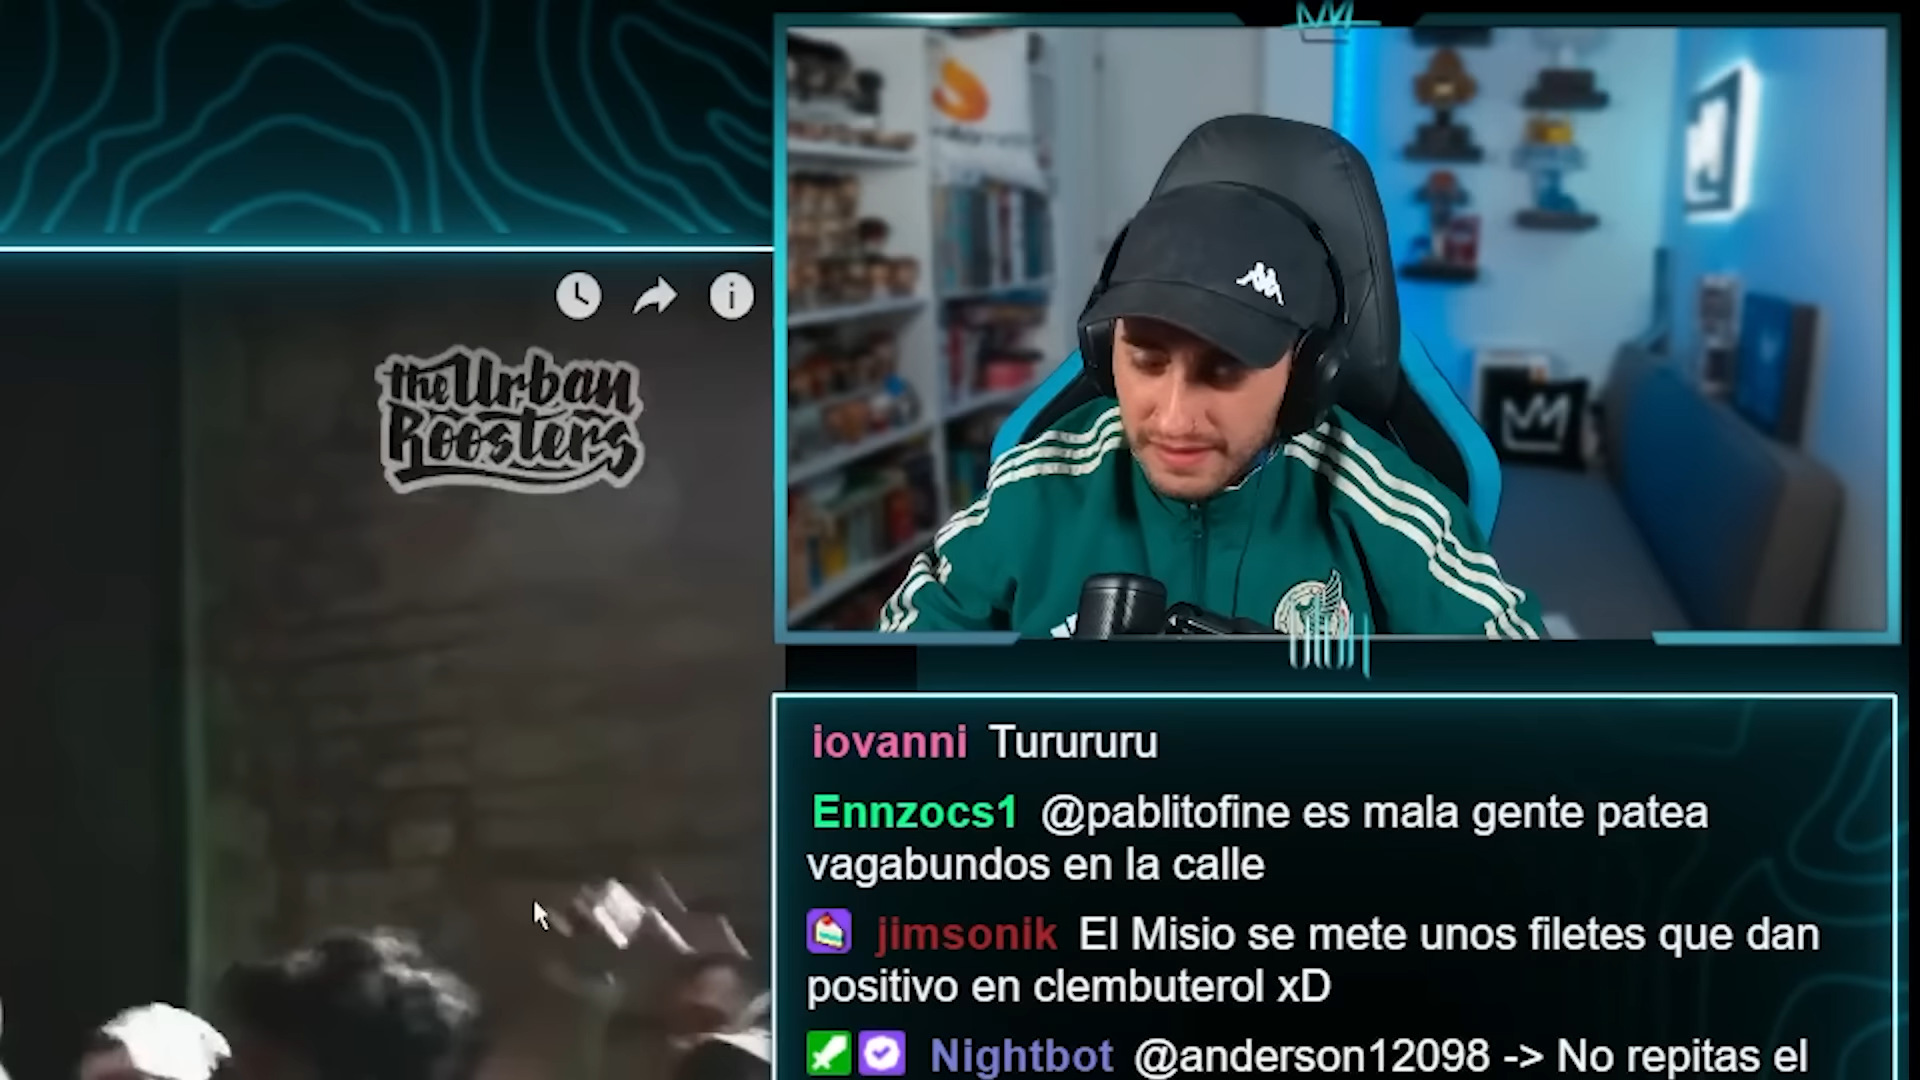 the Urban
Roosters
iovanni Turururu
Ennzocs1 @pablitofine es mala gente patea
vagabundos en la calle
jimsonik El Misio se mete unos filetes que dan
positivo en clembuterol xD
Nightbot @anderson12098 -> No repitas el